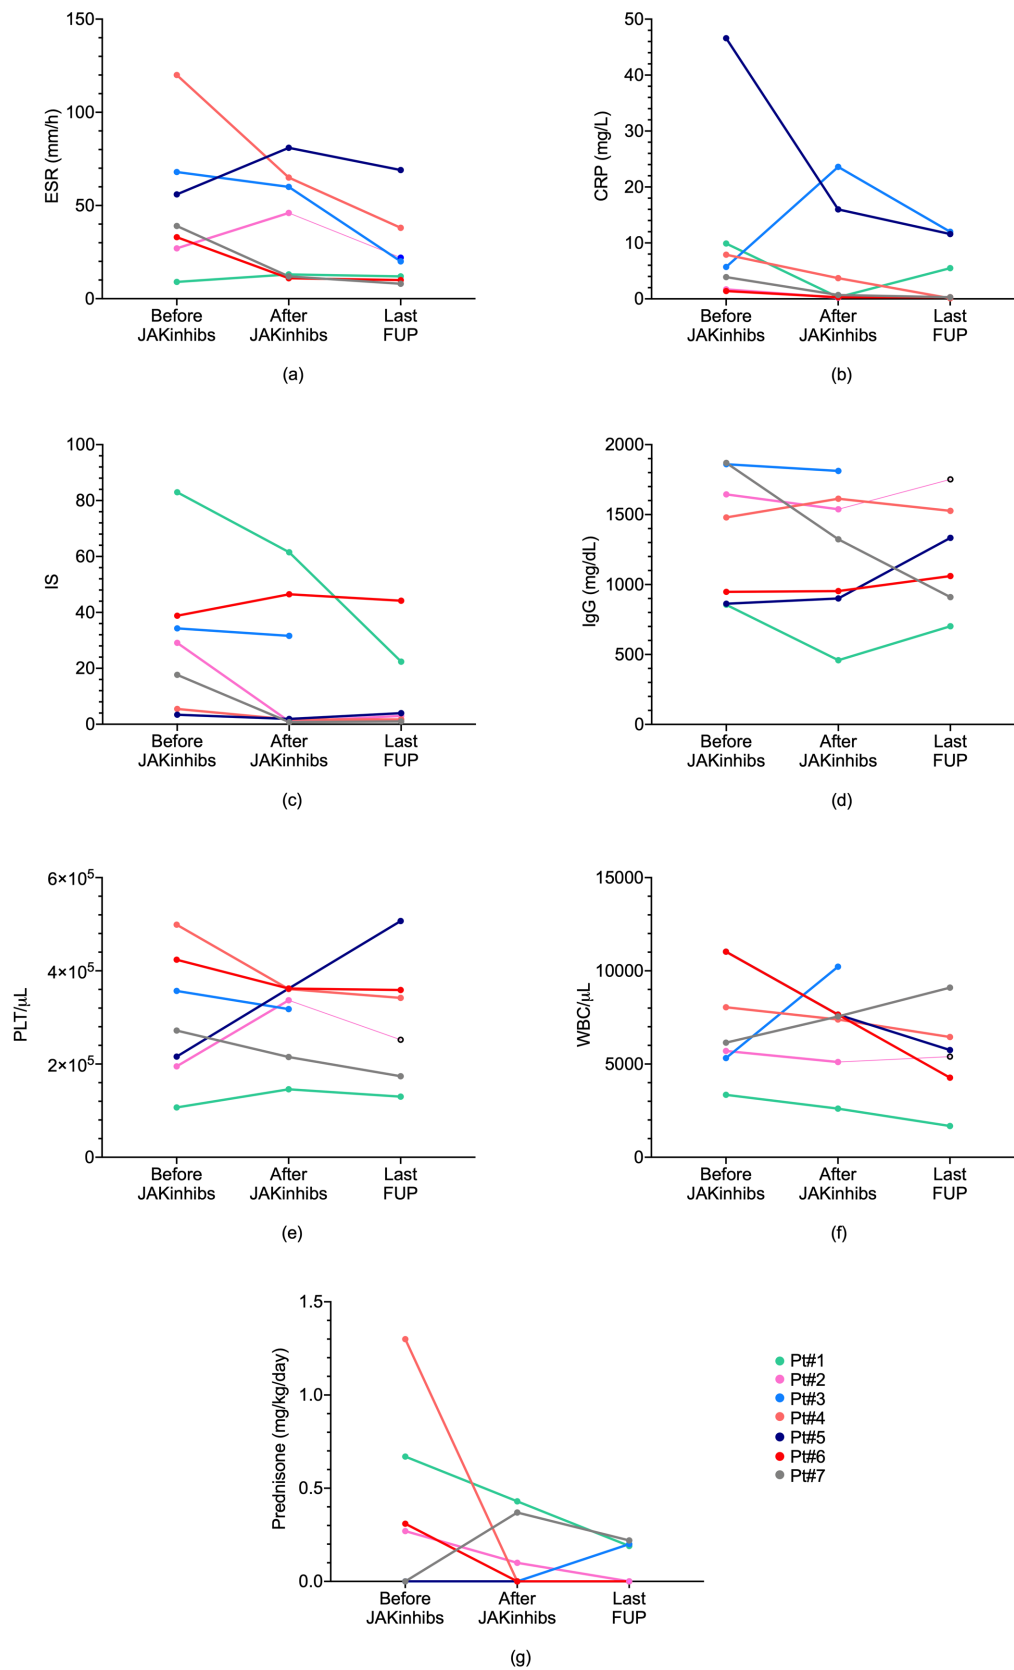 150
100
50
0
ESR (mm/h)
Before
JAKinhibs
After
JAKinhibs
Last
FUP
(a)
50
40
30
20
10
0
CRP (mg/L)
Before
JAKinhibs
After
JAKinhibs
Last
FUP
(b)
100
80
60
40
20
0
IS
Before
JAKinhibs
After
JAKinhibs
Last
FUP
(c)
2000
1500
1000
500
0
IgG (mg/dL)
Before
JAKinhibs
After
JAKinhibs
Last
FUP
(d)
6×10⁵
4×10⁵
2×10⁵
0
PLT/μL
Before
JAKinhibs
After
JAKinhibs
Last
FUP
(e)
15000
10000
5000
0
WBC/μL
Before
JAKinhibs
After
JAKinhibs
Last
FUP
(f)
1.5
1.0
0.5
0.0
Prednisone (mg/kg/day)
Before
JAKinhibs
After
JAKinhibs
Last
FUP
(g)
Pt#1
Pt#2
Pt#3
Pt#4
Pt#5
Pt#6
Pt#7